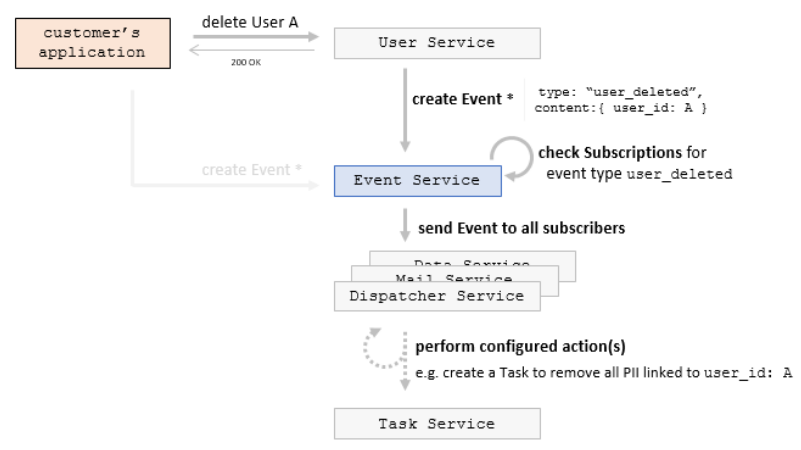 customer's
application
delete User A
200 OK
User Service
create Event *
type: “user_deleted”,
content:{ user_id: A }
create Event *
Event Service
check Subscriptions for
event type user_deleted
send Event to all subscribers
Data Service
Mail Service
Dispatcher Service
perform configured action(s)
e.g. create a Task to remove all PII linked to user_id: A
Task Service